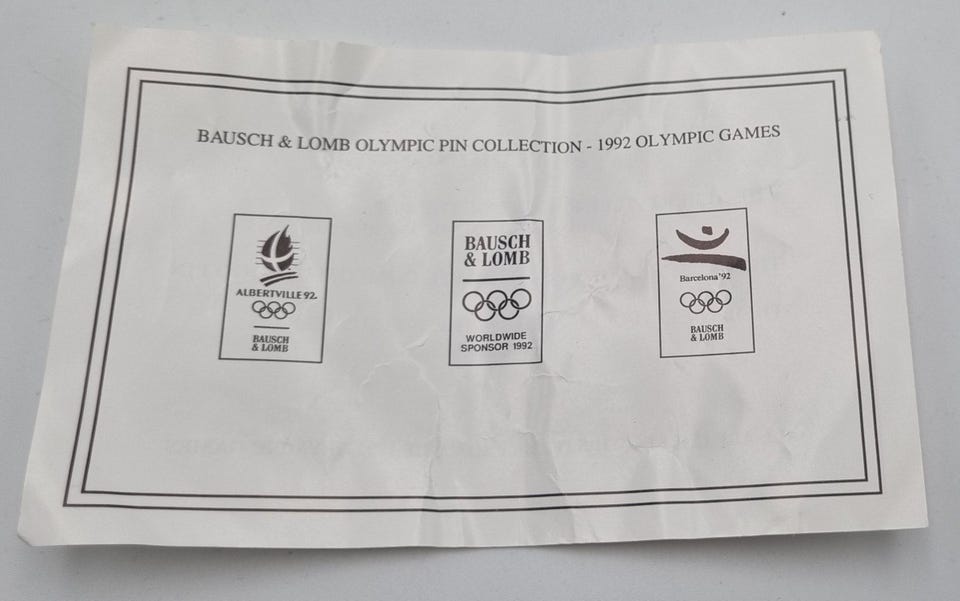 BAUSCH & LOMB OLYMPIC PIN COLLECTION - 1992 OLYMPIC GAMES
ALBERTVILLE 92
BAUSCH
& LOMB
BAUSCH
& LOMB
WORLDWIDE
SPONSOR 1992
Barcelona'92
BAUSCH
& LOMB